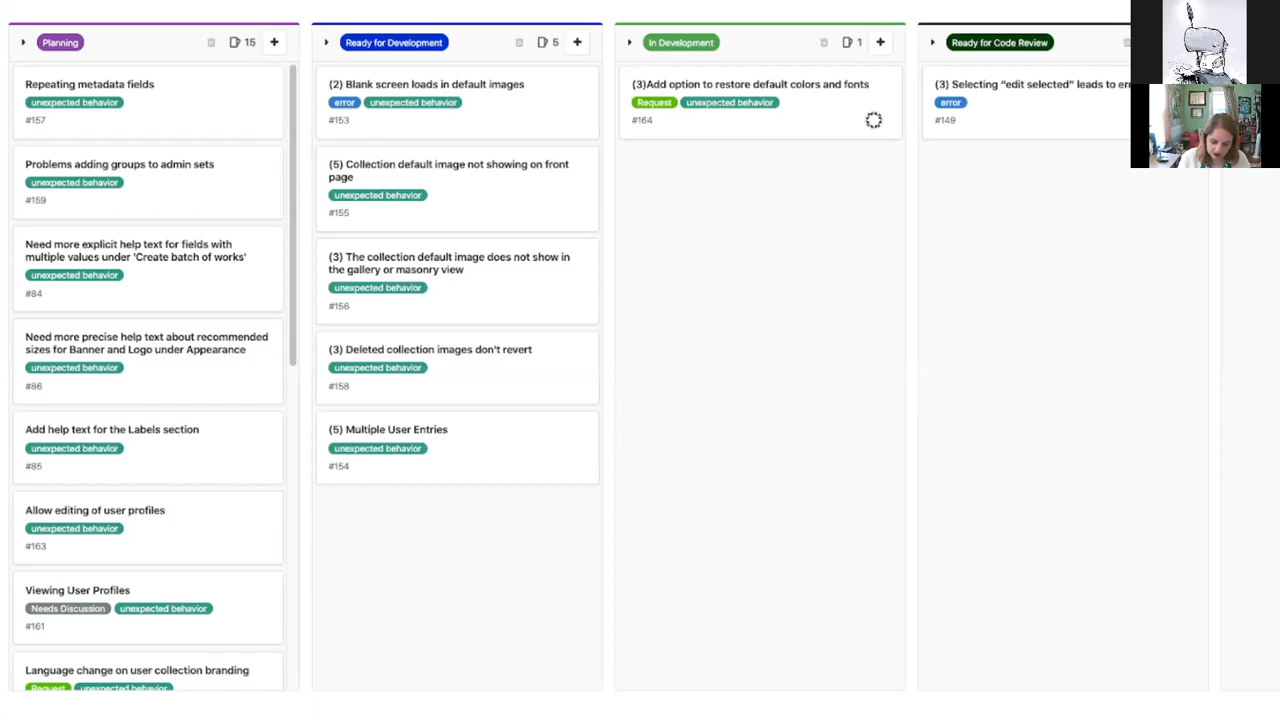 Planning
15
+
Repeating metadata fields
unexpected behavior
#157
Problems adding groups to admin sets
unexpected behavior
#159
Need more explicit help text for fields with
multiple values under 'Create batch of works'
unexpected behavior
#84
Need more precise help text about recommended
sizes for Banner and Logo under Appearance
unexpected behavior
#86
Add help text for the Labels section
unexpected behavior
#85
Allow editing of user profiles
unexpected behavior
#163
Viewing User Profiles
Needs Discussion unexpected behavior
#161
Language change on user collection branding
Request unexpected behavior
Ready for Development
5
+
(2) Blank screen loads in default images
error unexpected behavior
#153
(5) Collection default image not showing on front
page
unexpected behavior
#155
(3) The collection default image does not show in
the gallery or masonry view
unexpected behavior
#156
(3) Deleted collection images don't revert
unexpected behavior
#158
(5) Multiple User Entries
unexpected behavior
#154
In Development
1
+
(3)Add option to restore default colors and fonts
Request unexpected behavior
#164
Ready for Code Review
(3) Selecting “edit selected” leads to
error
#149